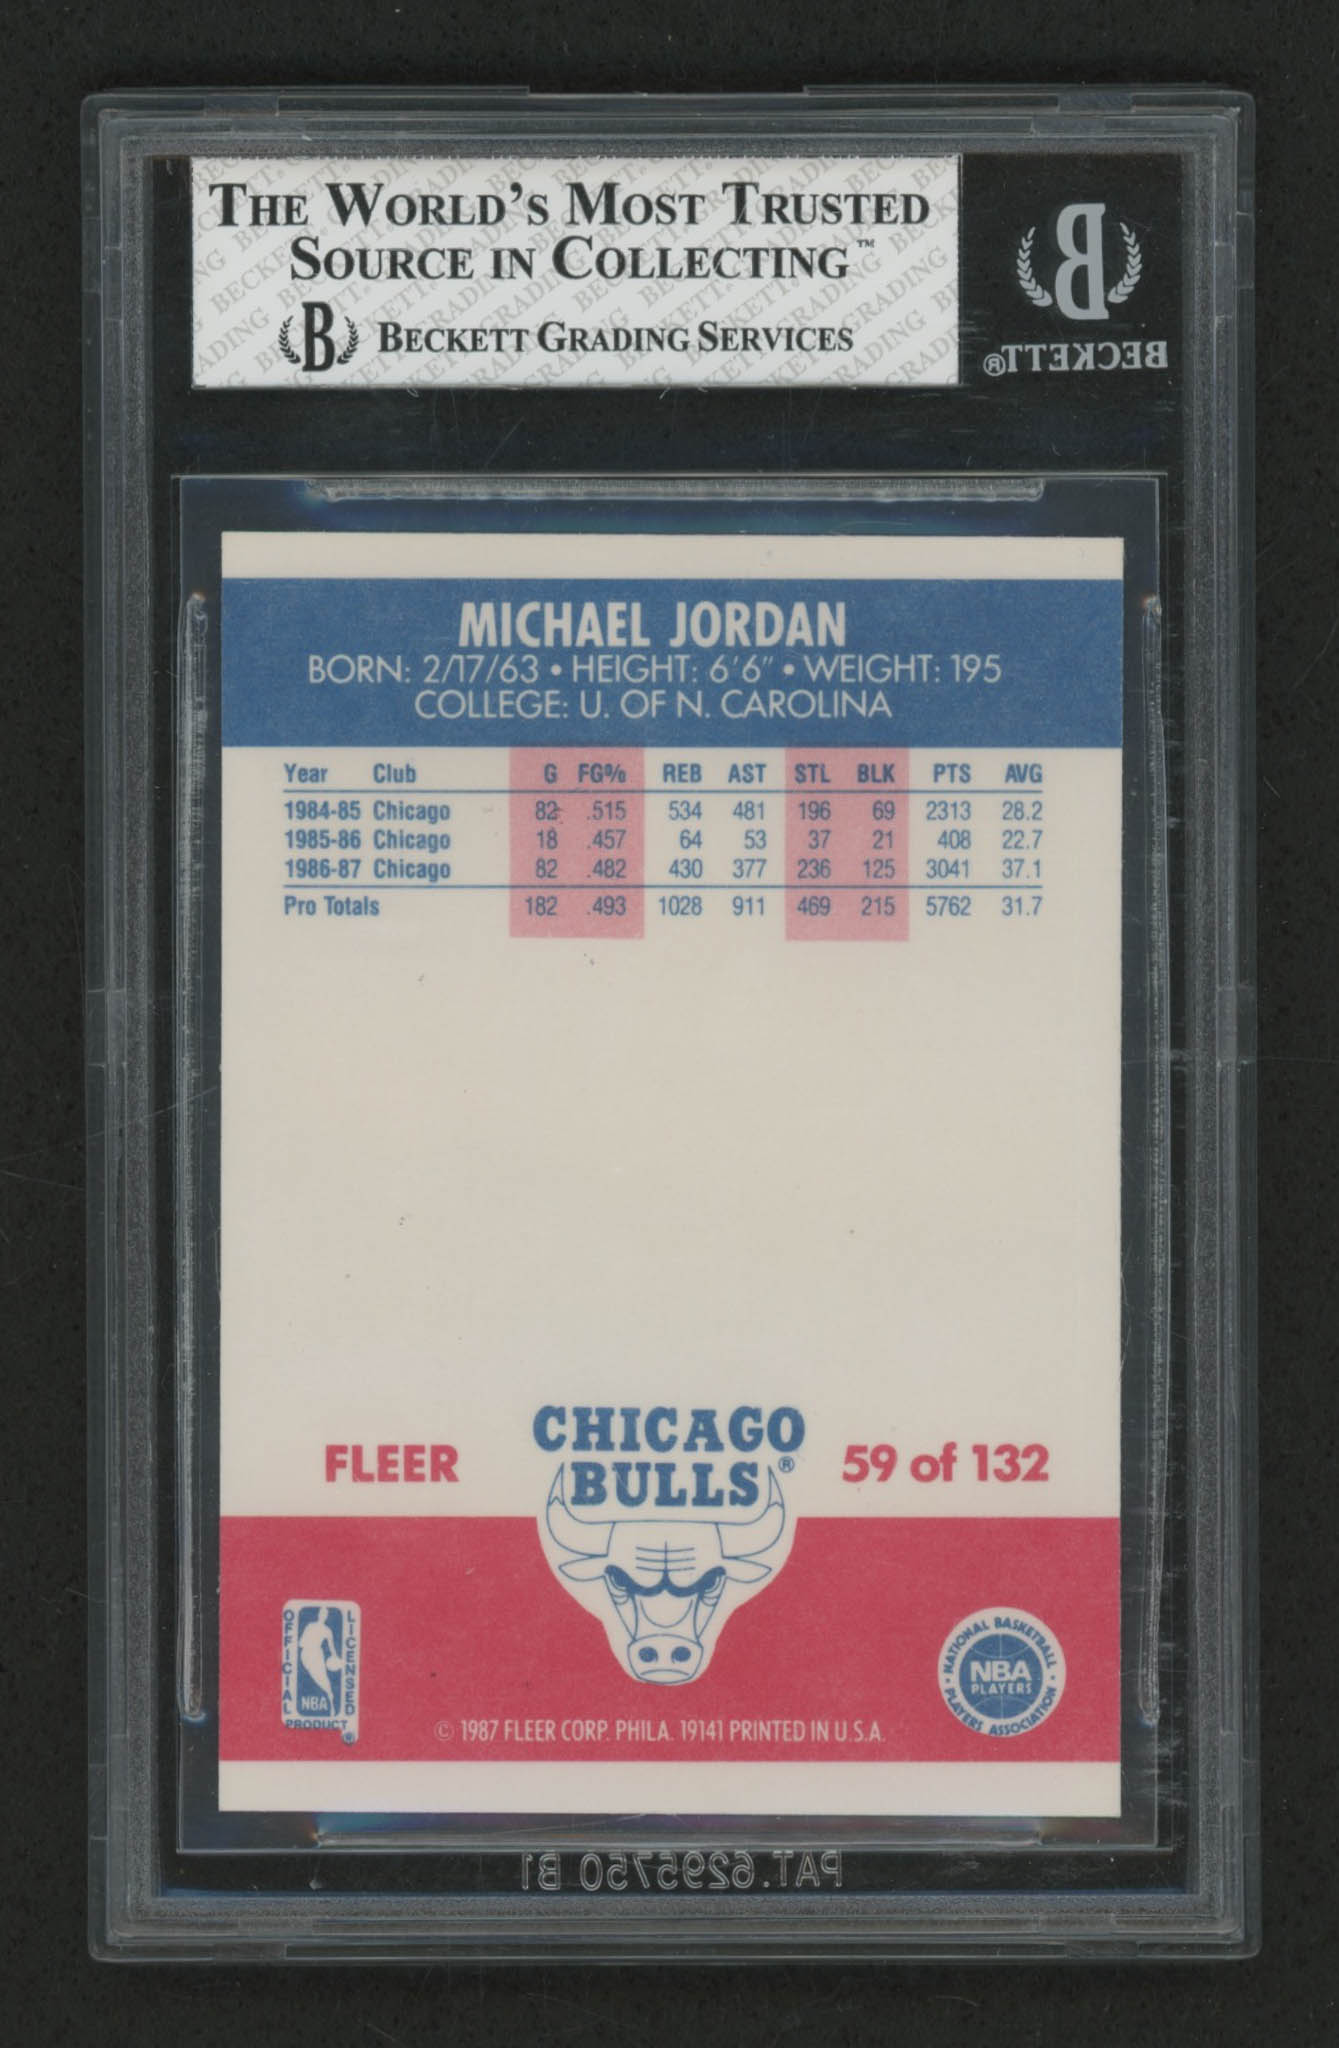 THE WORLD'S MOST TRUSTED
SOURCE IN COLLECTING™
B BECKETT GRADING SERVICES
B
BECKETT®
MICHAEL JORDAN
BORN: 2/17/63 • HEIGHT: 6'6" • WEIGHT: 195
COLLEGE: U. OF N. CAROLINA
Year Club G FG% REB AST STL BLK PTS AVG
1984-85 Chicago 82 .515 534 481 196 69 2313 28.2
1985-86 Chicago 18 .457 64 53 37 21 408 22.7
1986-87 Chicago 82 .482 430 377 236 125 3041 37.1
Pro Totals 182 .493 1028 911 469 215 5762 31.7
FLEER
CHICAGO
BULLS®
59 of 132
OFFICIAL
LICENSED
NBA
PRODUCT®
© 1987 FLEER CORP. PHILA. 19141 PRINTED IN U.S.A.
• NATIONAL BASKETBALL •
NBA
PLAYERS
PLAYERS ASSOCIATION
PAT.6295750 B1